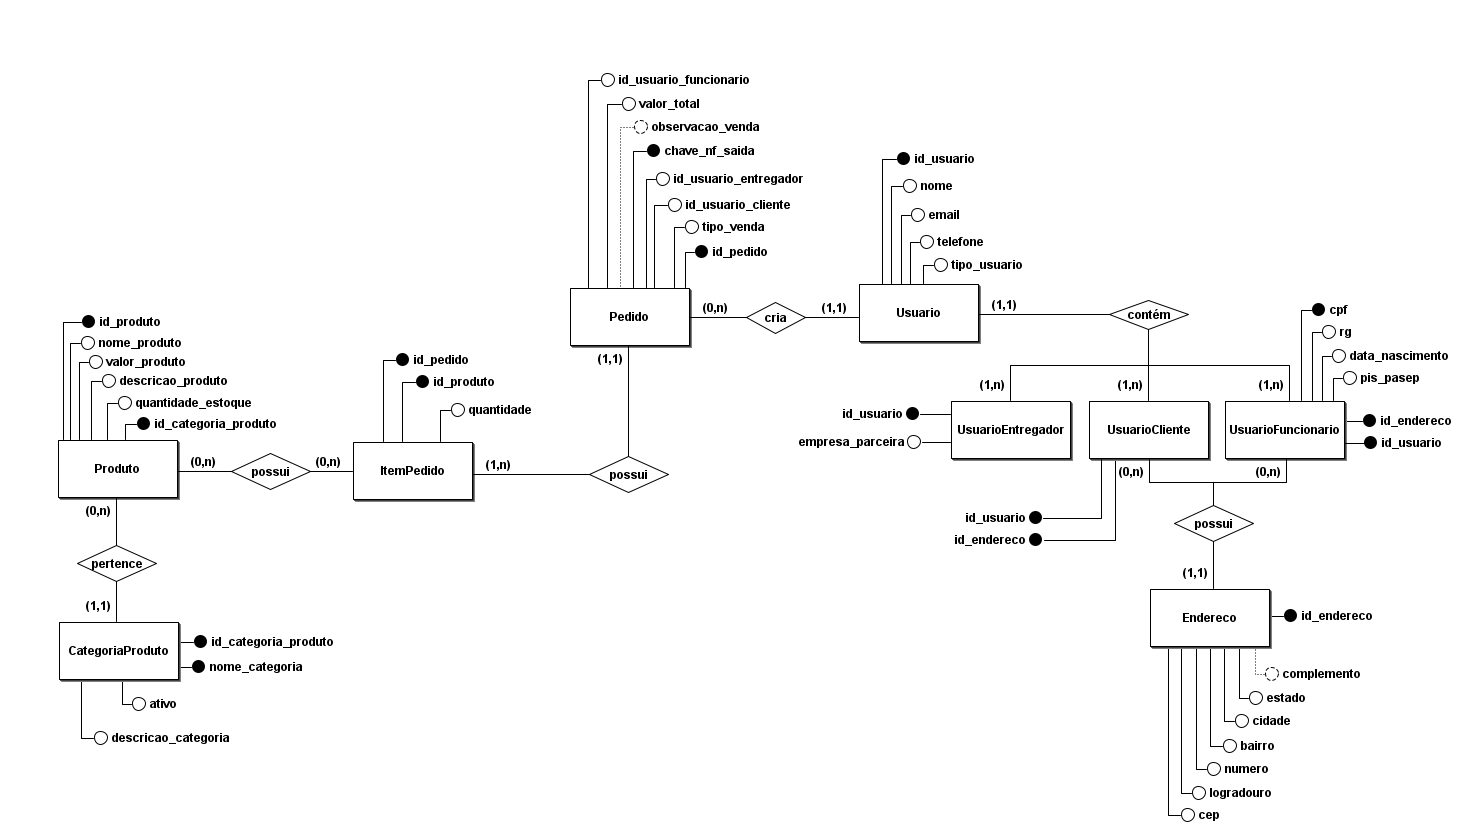 id_usuario_funcionario
valor_total
observacao_venda
chave_nf_saida
id_usuario_entregador
id_usuario_cliente
tipo_venda
id_pedido
Pedido
(0,n)
cria
(1,1)
(1,1)
id_usuario
nome
email
telefone
tipo_usuario
Usuario
(1,1)
contém
(1,n)
(1,n)
(1,n)
cpf
rg
data_nascimento
pis_pasep
id_endereco
id_usuario
UsuarioFuncionario
id_usuario
empresa_parceira
UsuarioEntregador
UsuarioCliente
(0,n)
(0,n)
id_usuario
id_endereco
possui
(1,1)
Endereco
id_endereco
complemento
estado
cidade
bairro
numero
logradouro
cep
id_produto
nome_produto
valor_produto
descricao_produto
quantidade_estoque
id_categoria_produto
Produto
(0,n)
possui
(0,n)
id_pedido
id_produto
quantidade
ItemPedido
(1,n)
possui
(0,n)
pertence
(1,1)
CategoriaProduto
id_categoria_produto
nome_categoria
ativo
descricao_categoria